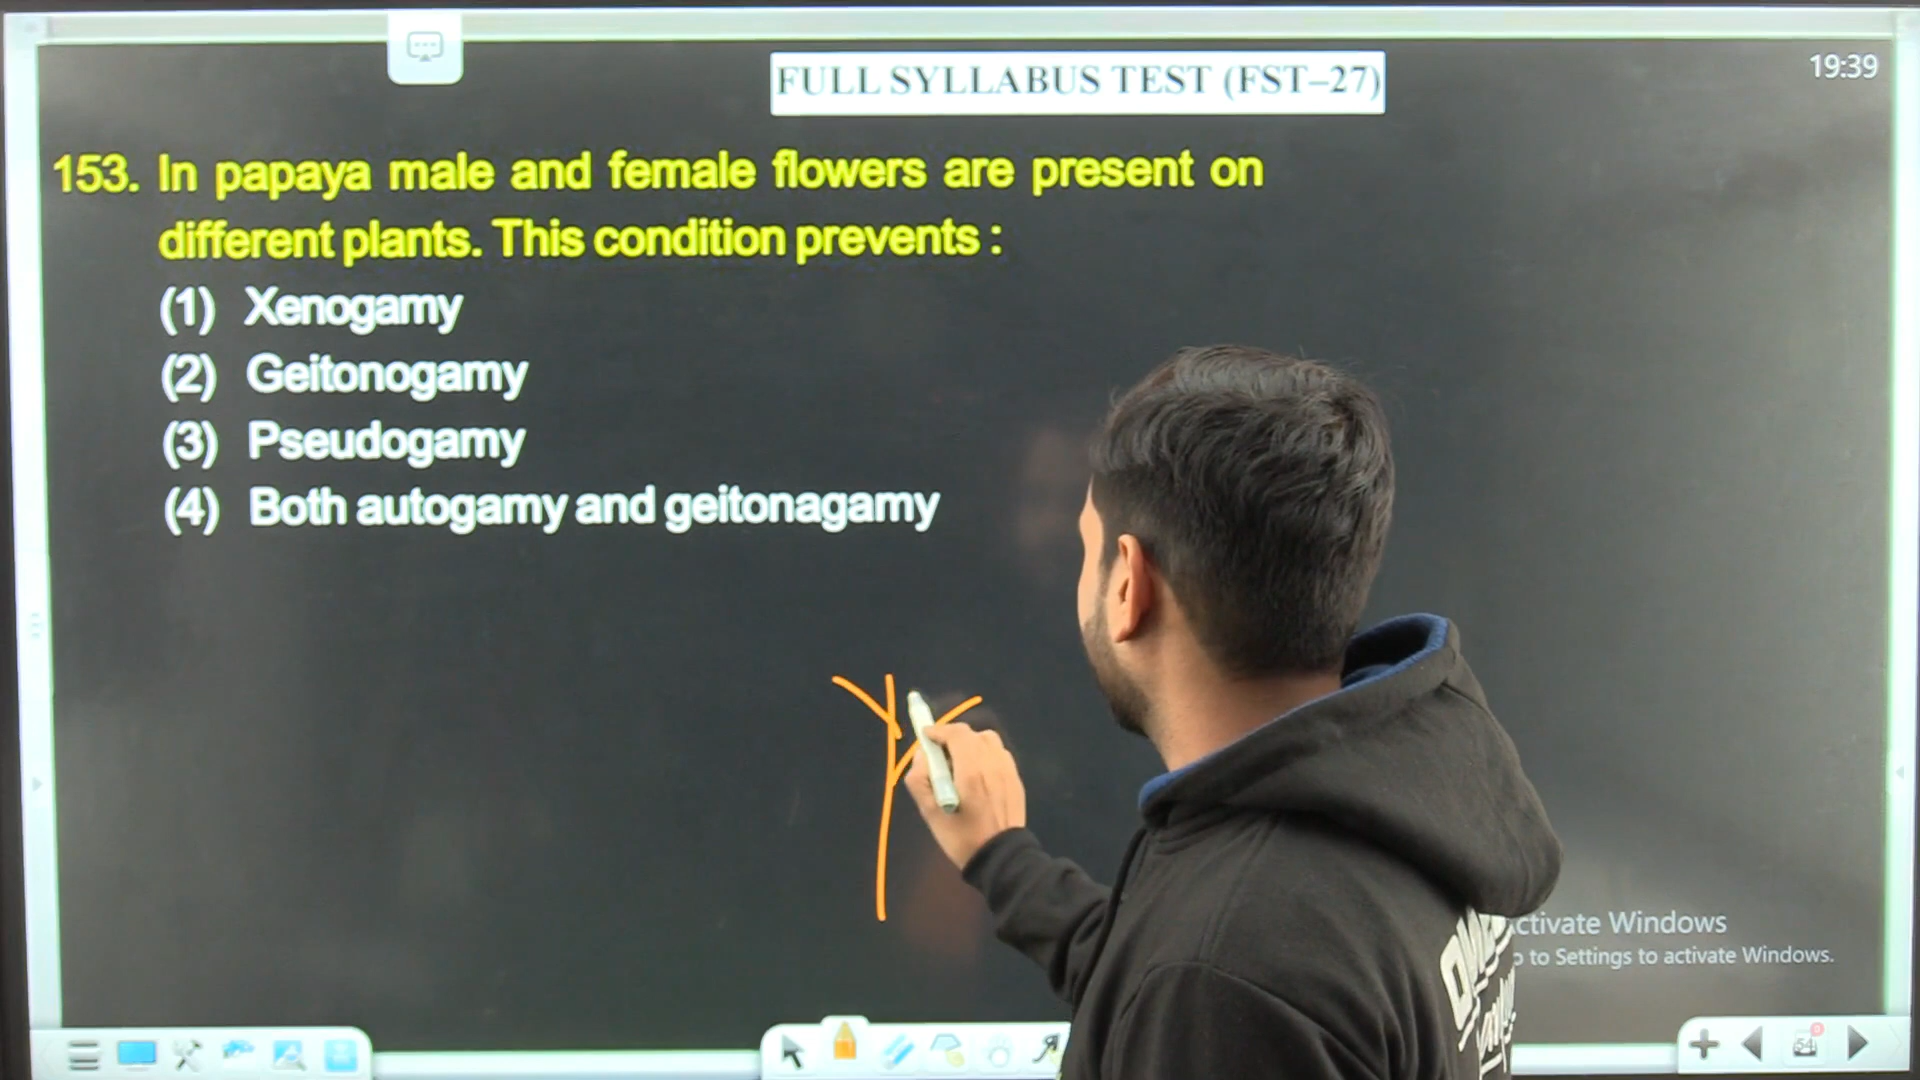 FULL SYLLABUS TEST (FST–27)
19:39
153. In papaya male and female flowers are present on
different plants. This condition prevents :
(1) Xenogamy
(2) Geitonogamy
(3) Pseudogamy
(4) Both autogamy and geitonagamy
ctivate Windows
o to Settings to activate Windows.
54